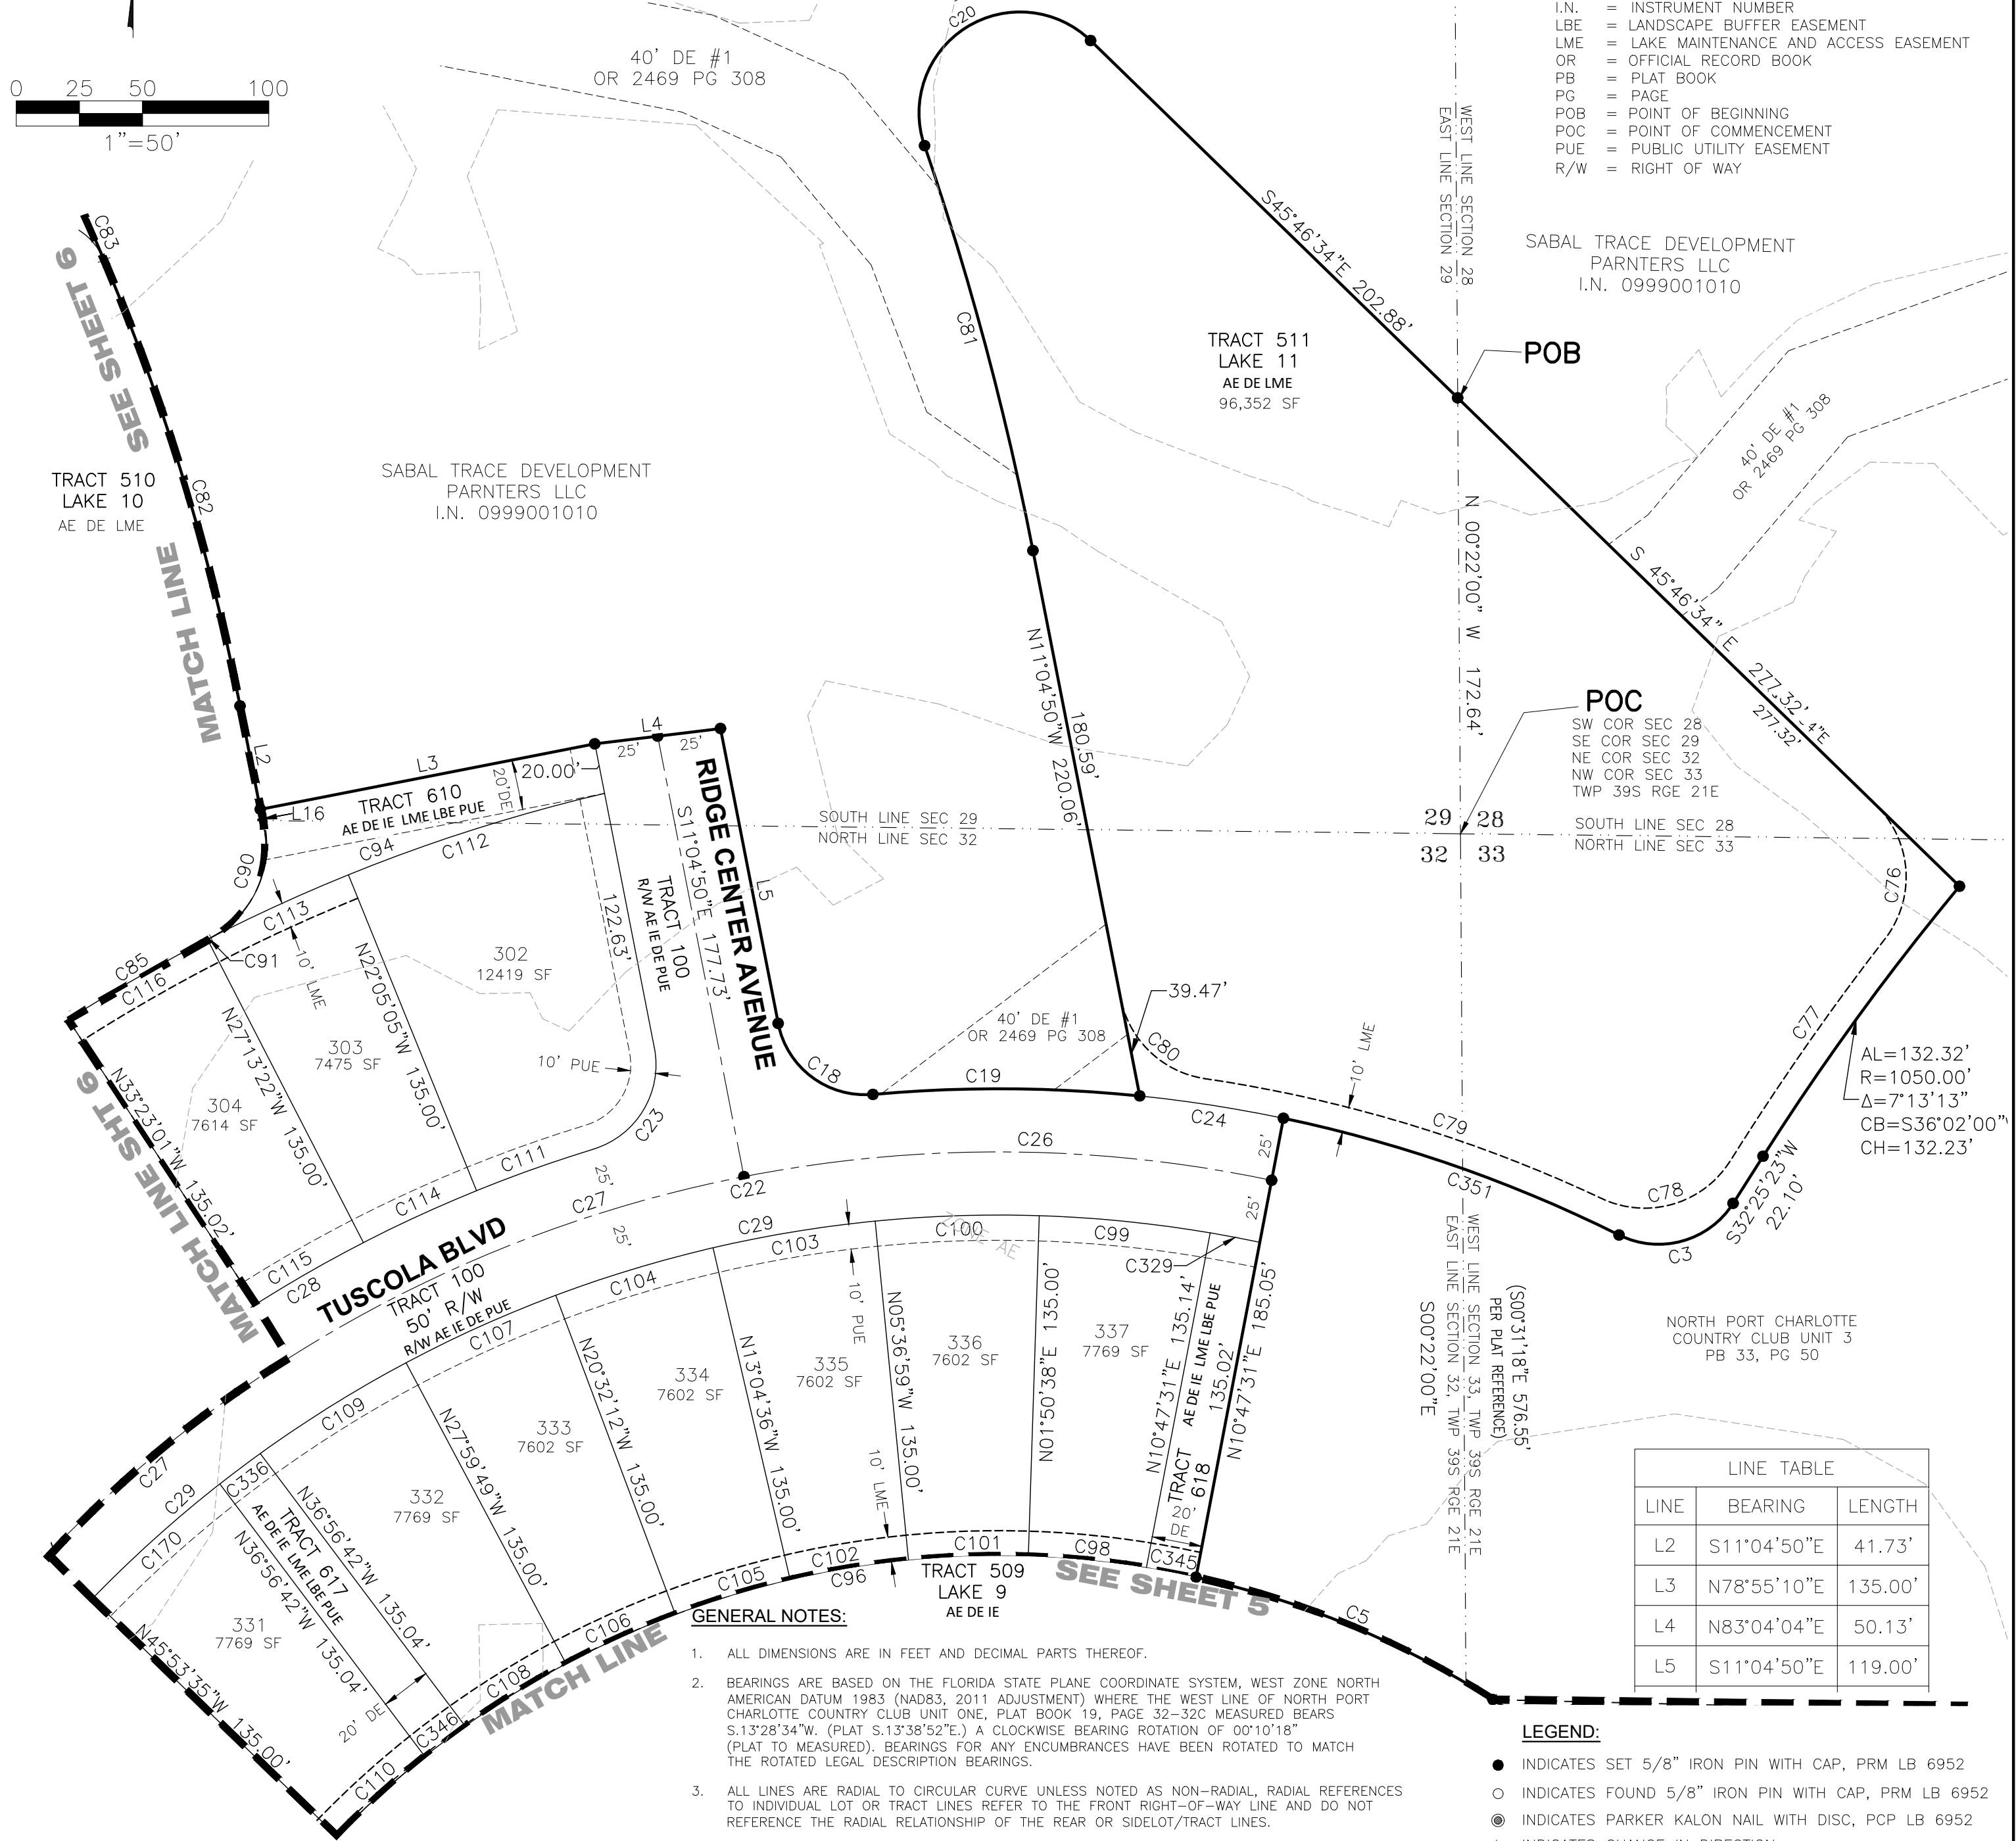 0 25 50 100
1"=50'
40' DE #1
OR 2469 PG 308
C20
I.N. = INSTRUMENT NUMBER
LBE = LANDSCAPE BUFFER EASEMENT
LME = LAKE MAINTENANCE AND ACCESS EASEMENT
OR = OFFICIAL RECORD BOOK
PB = PLAT BOOK
PG = PAGE
POB = POINT OF BEGINNING
POC = POINT OF COMMENCEMENT
PUE = PUBLIC UTILITY EASEMENT
R/W = RIGHT OF WAY
WEST LINE SECTION 28
EAST LINE SECTION 29
S45°46'34"E 202.88'
SABAL TRACE DEVELOPMENT
PARNTERS LLC
I.N. 0999001010
C83
SEE SHEET 6
C81
TRACT 511
LAKE 11
AE DE LME
96,352 SF
POB
40' DE #1
OR 2469 PG 308
TRACT 510
LAKE 10
AE DE LME
C82
MATCH LINE
SABAL TRACE DEVELOPMENT
PARNTERS LLC
I.N. 0999001010
N 00°22'00" W 172.64'
S 45°46'34" E 277.32'
277.32'
4"E
N11°04'50"W 220.06'
180.59'
POC
SW COR SEC 28
SE COR SEC 29
NE COR SEC 32
NW COR SEC 33
TWP 39S RGE 21E
L2
L3
L4
25' 25'
20.00'
20'DE
L16
TRACT 610
AE DE IE LME LBE PUE
RIDGE CENTER AVENUE
S11°04'50"E 177.73'
L5
SOUTH LINE SEC 29
NORTH LINE SEC 32
29 28
32 33
SOUTH LINE SEC 28
NORTH LINE SEC 33
C90
C94
C112
C113
C91
10' LME
C85
C116
122.63'
TRACT 100
R/W AE IE DE PUE
302
12419 SF
N22°05'05"W 135.00'
303
7475 SF
N27°13'22"W 135.00'
304
7614 SF
N33°23'01"W 135.02'
MATCH LINE SHT 6
10' PUE
C23
C111
C114
C115
C28
C18
C19
40' DE #1
OR 2469 PG 308
39.47'
C80
10' LME
C24
C79
C351
C76
C77
C78
C3
S32°25'23"W
22.10'
AL=132.32'
R=1050.00'
Δ=7°13'13"
CB=S36°02'00"
CH=132.23'
C26
C22
C27
25'
25'
25'
25'
TUSCOLA BLVD
TRACT 100
50' R/W
R/W AE IE DE PUE
C29
C103
C100
ZONE AE
C99
C329
C104
C107
C109
10' PUE
N05°36'59"W 135.00'
336
7602 SF
N01°50'38"E 135.00'
337
7769 SF
N10°47'31"E 135.14'
TRACT 618
AE DE IE LME LBE PUE
135.02'
N10°47'31"E 185.05'
20'
DE
335
7602 SF
N13°04'36"W 135.00'
334
7602 SF
N20°32'12"W 135.00'
333
7602 SF
N27°59'49"W 135.00'
332
7769 SF
N36°56'42"W 135.04'
TRACT 617
AE DE IE LME LBE PUE
N36°56'42"W 135.04'
20' DE
331
7769 SF
N45°53'35"W 135.00'
C27
C29
C336
C170
C110
C346
C108
C106
C105
C102
C96
C101
C98
C345
C5
10' LME
MATCH LINE
SEE SHEET 5
TRACT 509
LAKE 9
AE DE IE
WEST LINE SECTION 33, TWP 39S RGE 21E
EAST LINE SECTION 32, TWP 39S RGE 21E
S00°22'00"E
(S00°31'18"E 576.55'
PER PLAT REFERENCE)
NORTH PORT CHARLOTTE
COUNTRY CLUB UNIT 3
PB 33, PG 50
LINE TABLE
LINE BEARING LENGTH
L2 S11°04'50"E 41.73'
L3 N78°55'10"E 135.00'
L4 N83°04'04"E 50.13'
L5 S11°04'50"E 119.00'
GENERAL NOTES:
1. ALL DIMENSIONS ARE IN FEET AND DECIMAL PARTS THEREOF.
2. BEARINGS ARE BASED ON THE FLORIDA STATE PLANE COORDINATE SYSTEM, WEST ZONE NORTH
AMERICAN DATUM 1983 (NAD83, 2011 ADJUSTMENT) WHERE THE WEST LINE OF NORTH PORT
CHARLOTTE COUNTRY CLUB UNIT ONE, PLAT BOOK 19, PAGE 32-32C MEASURED BEARS
S.13°28'34"W. (PLAT S.13°38'52"E.) A CLOCKWISE BEARING ROTATION OF 00°10'18"
(PLAT TO MEASURED). BEARINGS FOR ANY ENCUMBRANCES HAVE BEEN ROTATED TO MATCH
THE ROTATED LEGAL DESCRIPTION BEARINGS.
3. ALL LINES ARE RADIAL TO CIRCULAR CURVE UNLESS NOTED AS NON-RADIAL, RADIAL REFERENCES
TO INDIVIDUAL LOT OR TRACT LINES REFER TO THE FRONT RIGHT-OF-WAY LINE AND DO NOT
REFERENCE THE RADIAL RELATIONSHIP OF THE REAR OR SIDELOT/TRACT LINES.
LEGEND:
INDICATES SET 5/8" IRON PIN WITH CAP, PRM LB 6952
INDICATES FOUND 5/8" IRON PIN WITH CAP, PRM LB 6952
INDICATES PARKER KALON NAIL WITH DISC, PCP LB 6952